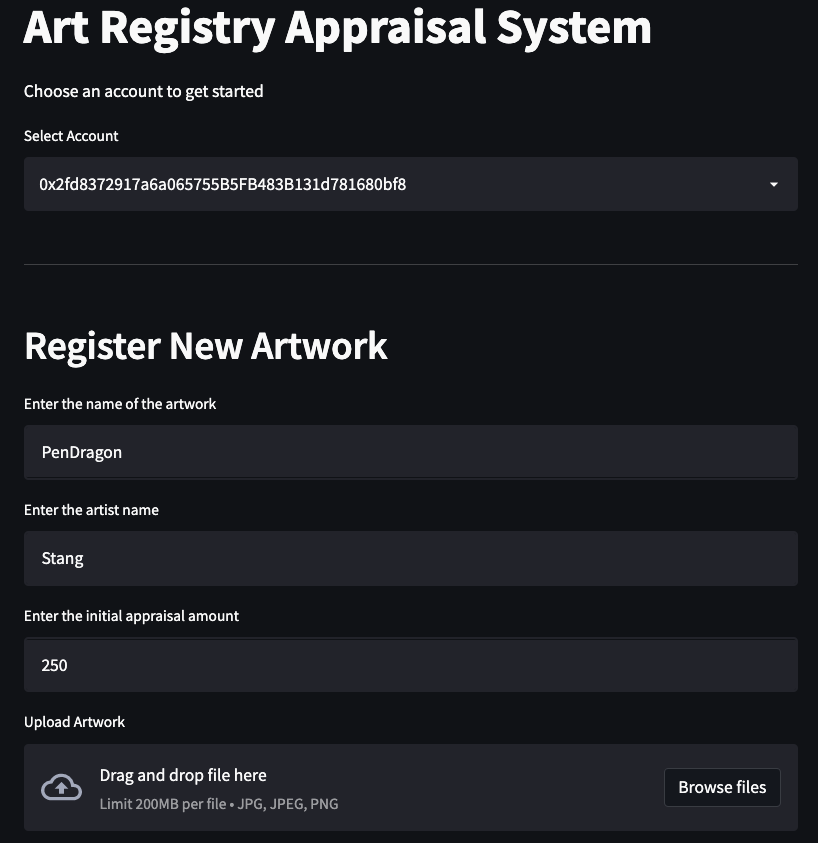 Art Registry Appraisal System
Choose an account to get started
Select Account
0x2fd8372917a6a065755B5FB483B131d781680bf8
Register New Artwork
Enter the name of the artwork
PenDragon
Enter the artist name
Stang
Enter the initial appraisal amount
250
Upload Artwork
Drag and drop file here
Limit 200MB per file • JPG, JPEG, PNG
Browse files